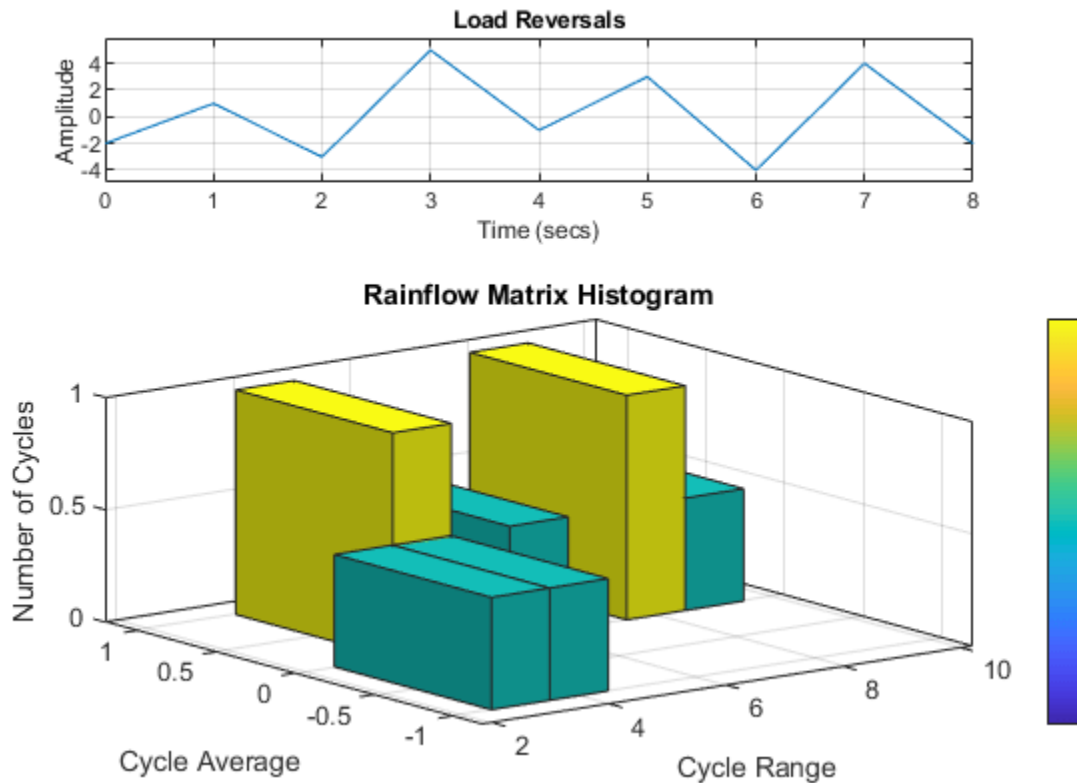 Load Reversals
4
2
0
-2
-4
Amplitude
0 1 2 3 4 5 6 7 8
Time (secs)
Rainflow Matrix Histogram
1
0.5
0
Number of Cycles
1
0.5
0
-0.5
-1
Cycle Average
2
4
6
8
10
Cycle Range